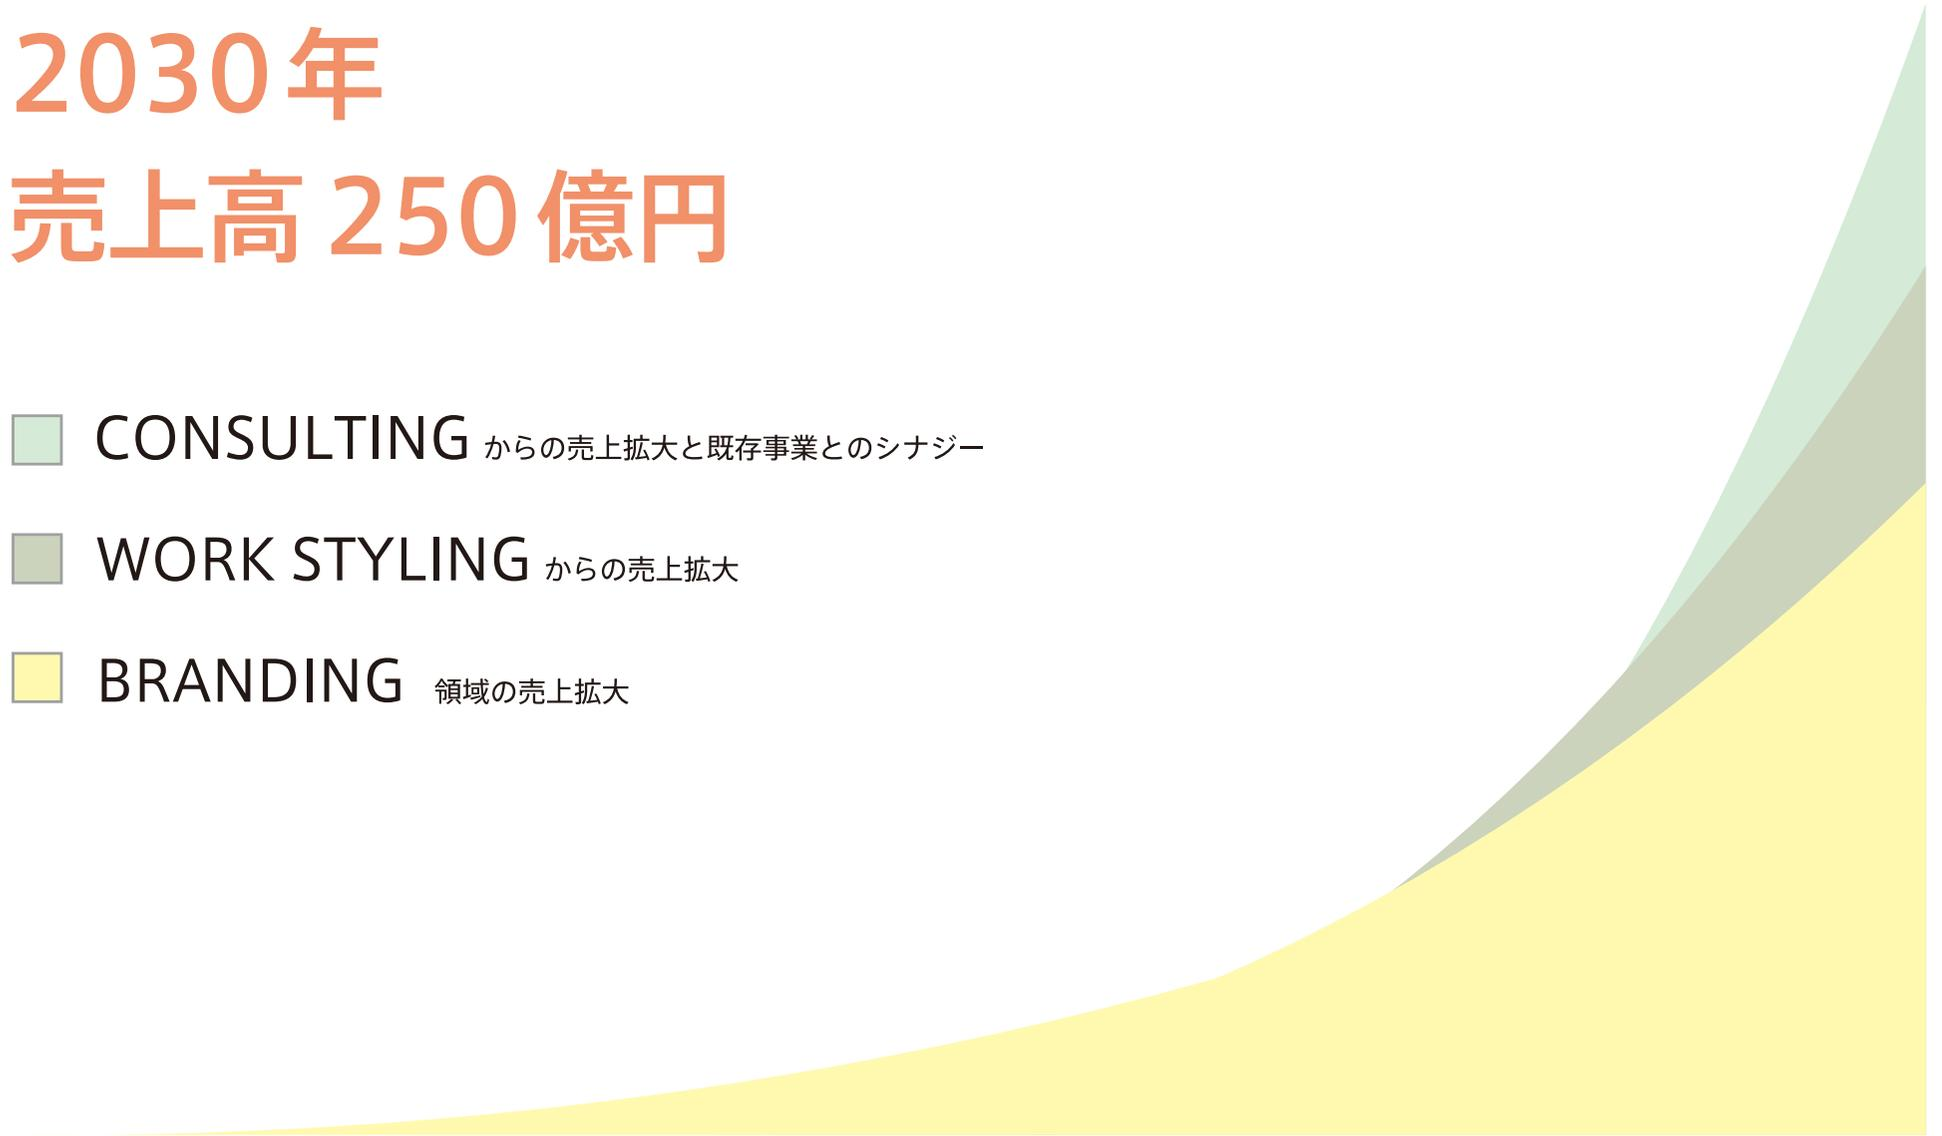 2030年
売上高250億円
CONSULTING からの売上拡大と既存事業とのシナジー
WORK STYLING からの売上拡大
BRANDING 領域の売上拡大